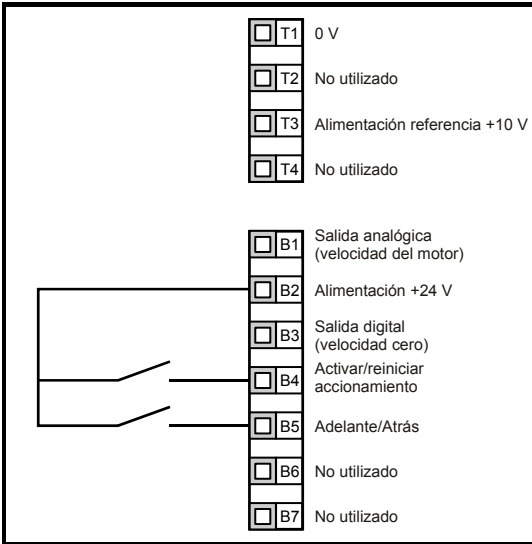 T1 0 V
T2 No utilizado
T3 Alimentación referencia +10 V
T4 No utilizado
B1 Salida analógica
(velocidad del motor)
B2 Alimentación +24 V
B3 Salida digital
(velocidad cero)
B4 Activar/reiniciar
accionamiento
B5 Adelante/Atrás
B6 No utilizado
B7 No utilizado